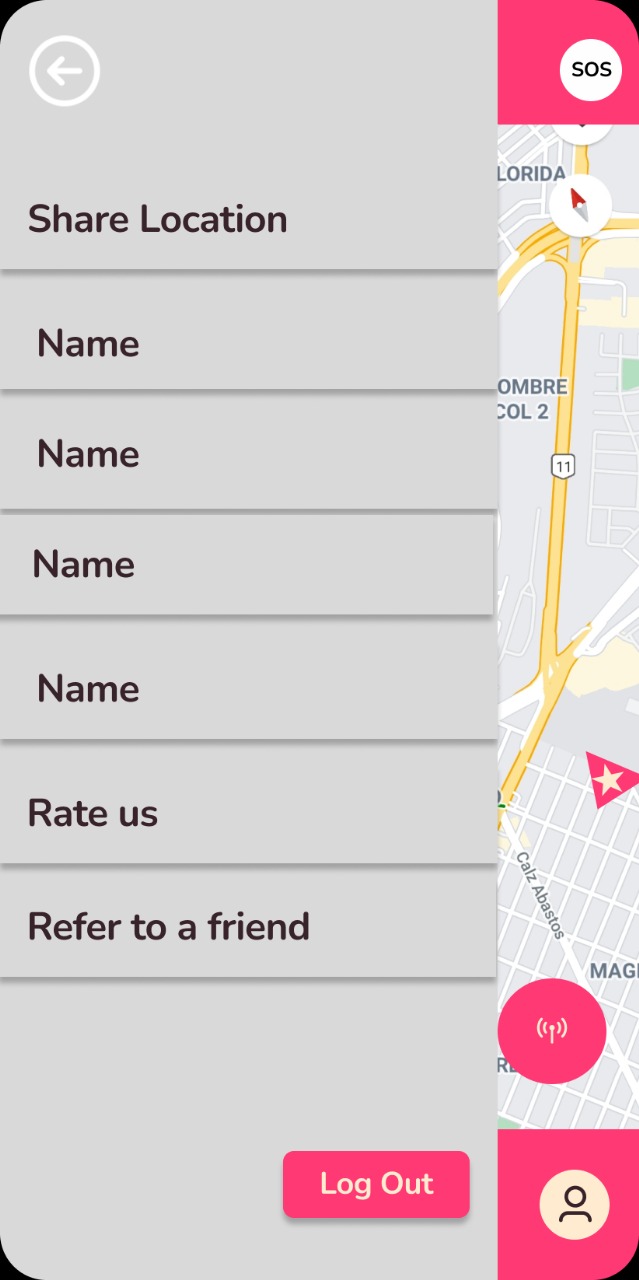 SOS
LORIDA
Share Location
Name
OMBRE
COL 2
Name
11
Name
Name
Rate us
Calz Abastos
Refer to a friend
MAG
Log Out